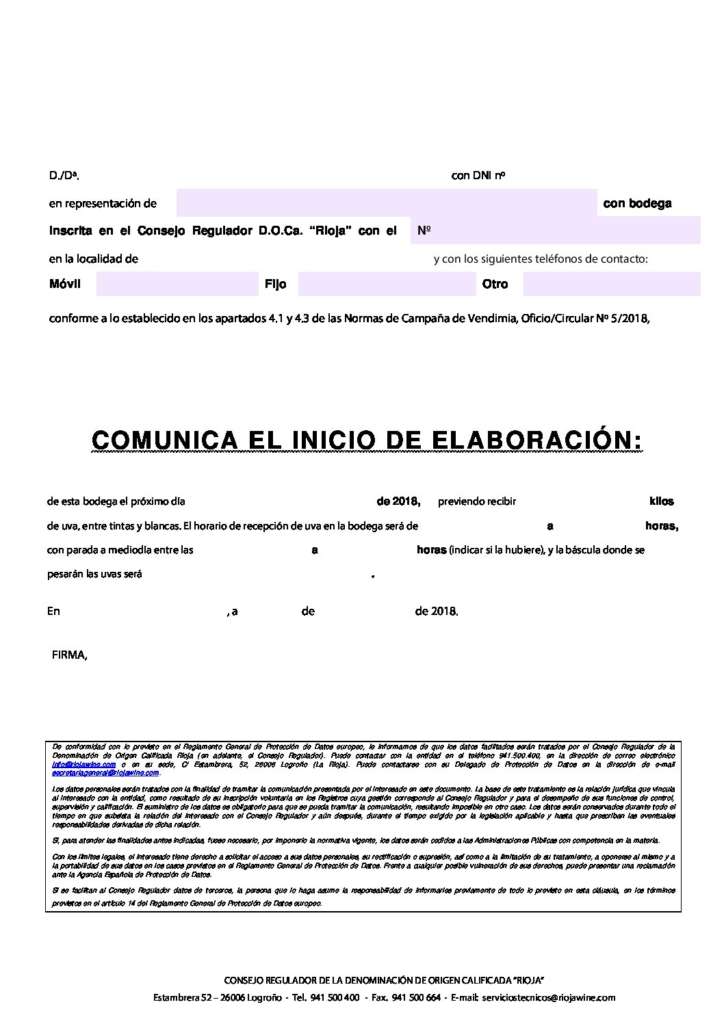 D./Dª. con DNI nº
en representación de con bodega
Inscrita en el Consejo Regulador D.O.Ca. “Rioja” con el Nº
en la localidad de y con los siguientes teléfonos de contacto:
Móvil Fijo Otro
conforme a lo establecido en los apartados 4.1 y 4.3 de las Normas de Campaña de Vendimia, Oficio/Circular Nº 5/2018,
COMUNICA EL INICIO DE ELABORACIÓN:
de esta bodega el próximo día de 2018, previendo recibir kilos
de uva, entre tintas y blancas. El horario de recepción de uva en la bodega será de a horas,
con parada a mediodía entre las a horas (indicar si la hubiere), y la báscula donde se
pesarán las uvas será .
En , a de de 2018.
FIRMA,
De conformidad con lo previsto en el Reglamento General de Protección de Datos europeo, le informamos de que los datos facilitados serán tratados por el Consejo Regulador de la
Denominación de Origen Calificada Rioja (en adelante, el Consejo Regulador). Puede contactar con la entidad en el teléfono 941.500.400, en la dirección de correo electrónico
info@riojawine.com o en su sede, C/ Estambrera, 52, 26006 Logroño (La Rioja). Puede contactarse con su Delegado de Protección de Datos en la dirección de e-mail
secretariageneral@riojawine.com.
Los datos personales serán tratados con la finalidad de tramitar la comunicación presentada por el interesado en este documento. La base de este tratamiento es la relación jurídica que vincula
al interesado con la entidad, como resultado de su inscripción voluntaria en los Registros cuya gestión corresponde al Consejo Regulador y para el desempeño de sus funciones de control,
supervisión y calificación. El suministro de los datos es obligatorio para que se pueda tramitar la comunicación, resultando imposible en otro caso. Los datos serán conservados durante todo el
tiempo en que subsista la relación del interesado con el Consejo Regulador y aún después, durante el tiempo exigido por la legislación aplicable y hasta que prescriban las eventuales
responsabilidades derivadas de dicha relación.
Si, para atender las finalidades antes indicadas, fuese necesario, por imponerlo la normativa vigente, los datos serán cedidos a las Administraciones Públicas con competencia en la materia.
Con los límites legales, el interesado tiene derecho a solicitar el acceso a sus datos personales, su rectificación o supresión, así como a la limitación de su tratamiento, a oponerse al mismo y a
la portabilidad de sus datos en los casos previstos en el Reglamento General de Protección de Datos. Frente a cualquier posible vulneración de sus derechos, puede presentar una reclamación
ante la Agencia Española de Protección de Datos.
Si se facilitan al Consejo Regulador datos de terceros, la persona que lo haga asume la responsabilidad de informarles previamente de todo lo previsto en esta cláusula, en los términos
previstos en el artículo 14 del Reglamento General de Protección de Datos europeo.
CONSEJO REGULADOR DE LA DENOMINACIÓN DE ORIGEN CALIFICADA “RIOJA”
Estambrera 52 – 26006 Logroño - Tel. 941 500 400 - Fax. 941 500 664 - E-mail: serviciostecnicos@riojawine.com